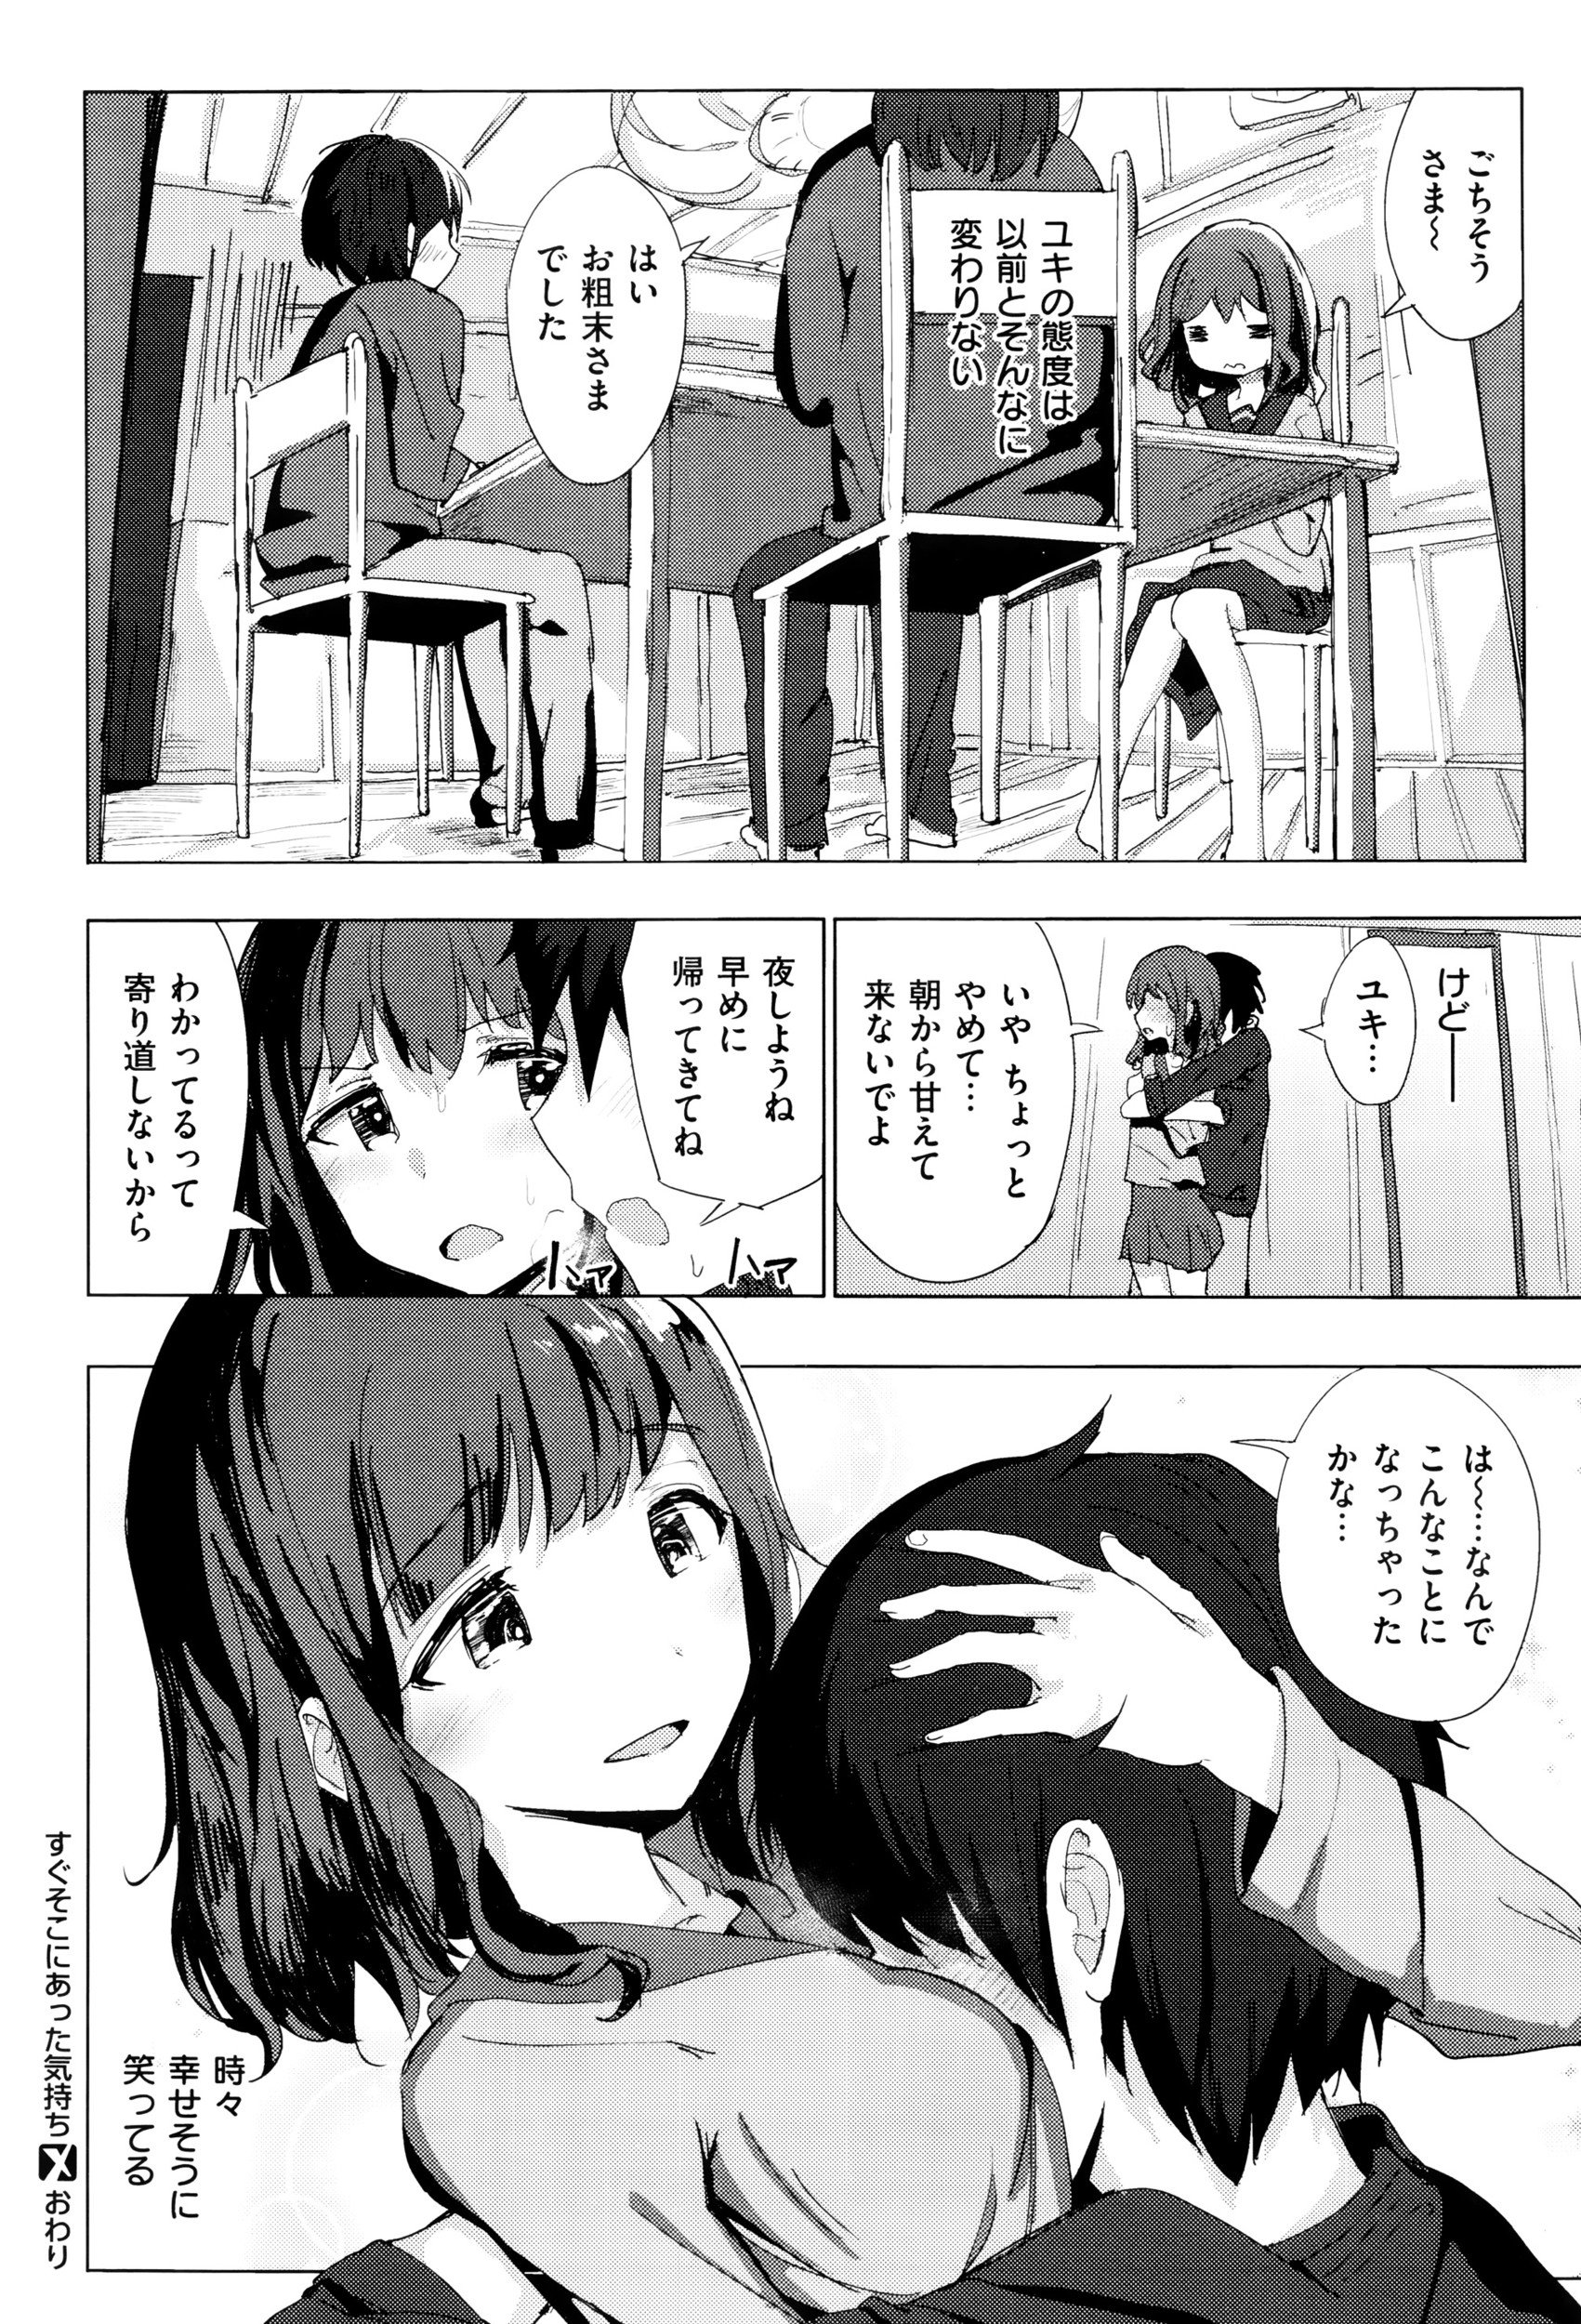 ごちそう
さま～
ユキの態度は
以前とそんなに
変わりない
はい
お粗末さま
でした
けど――
ユキ…
いや ちょっと
やめて…
朝から甘えて
来ないでよ
夜しようね
早めに
帰ってきてね
ハァ
ハァ
わかってるって
寄り道しないから
は～…なんで
こんなことに
なっちゃった
かな…
時々
幸せそうに
笑ってる
すぐそこにあった気持ち X おわり